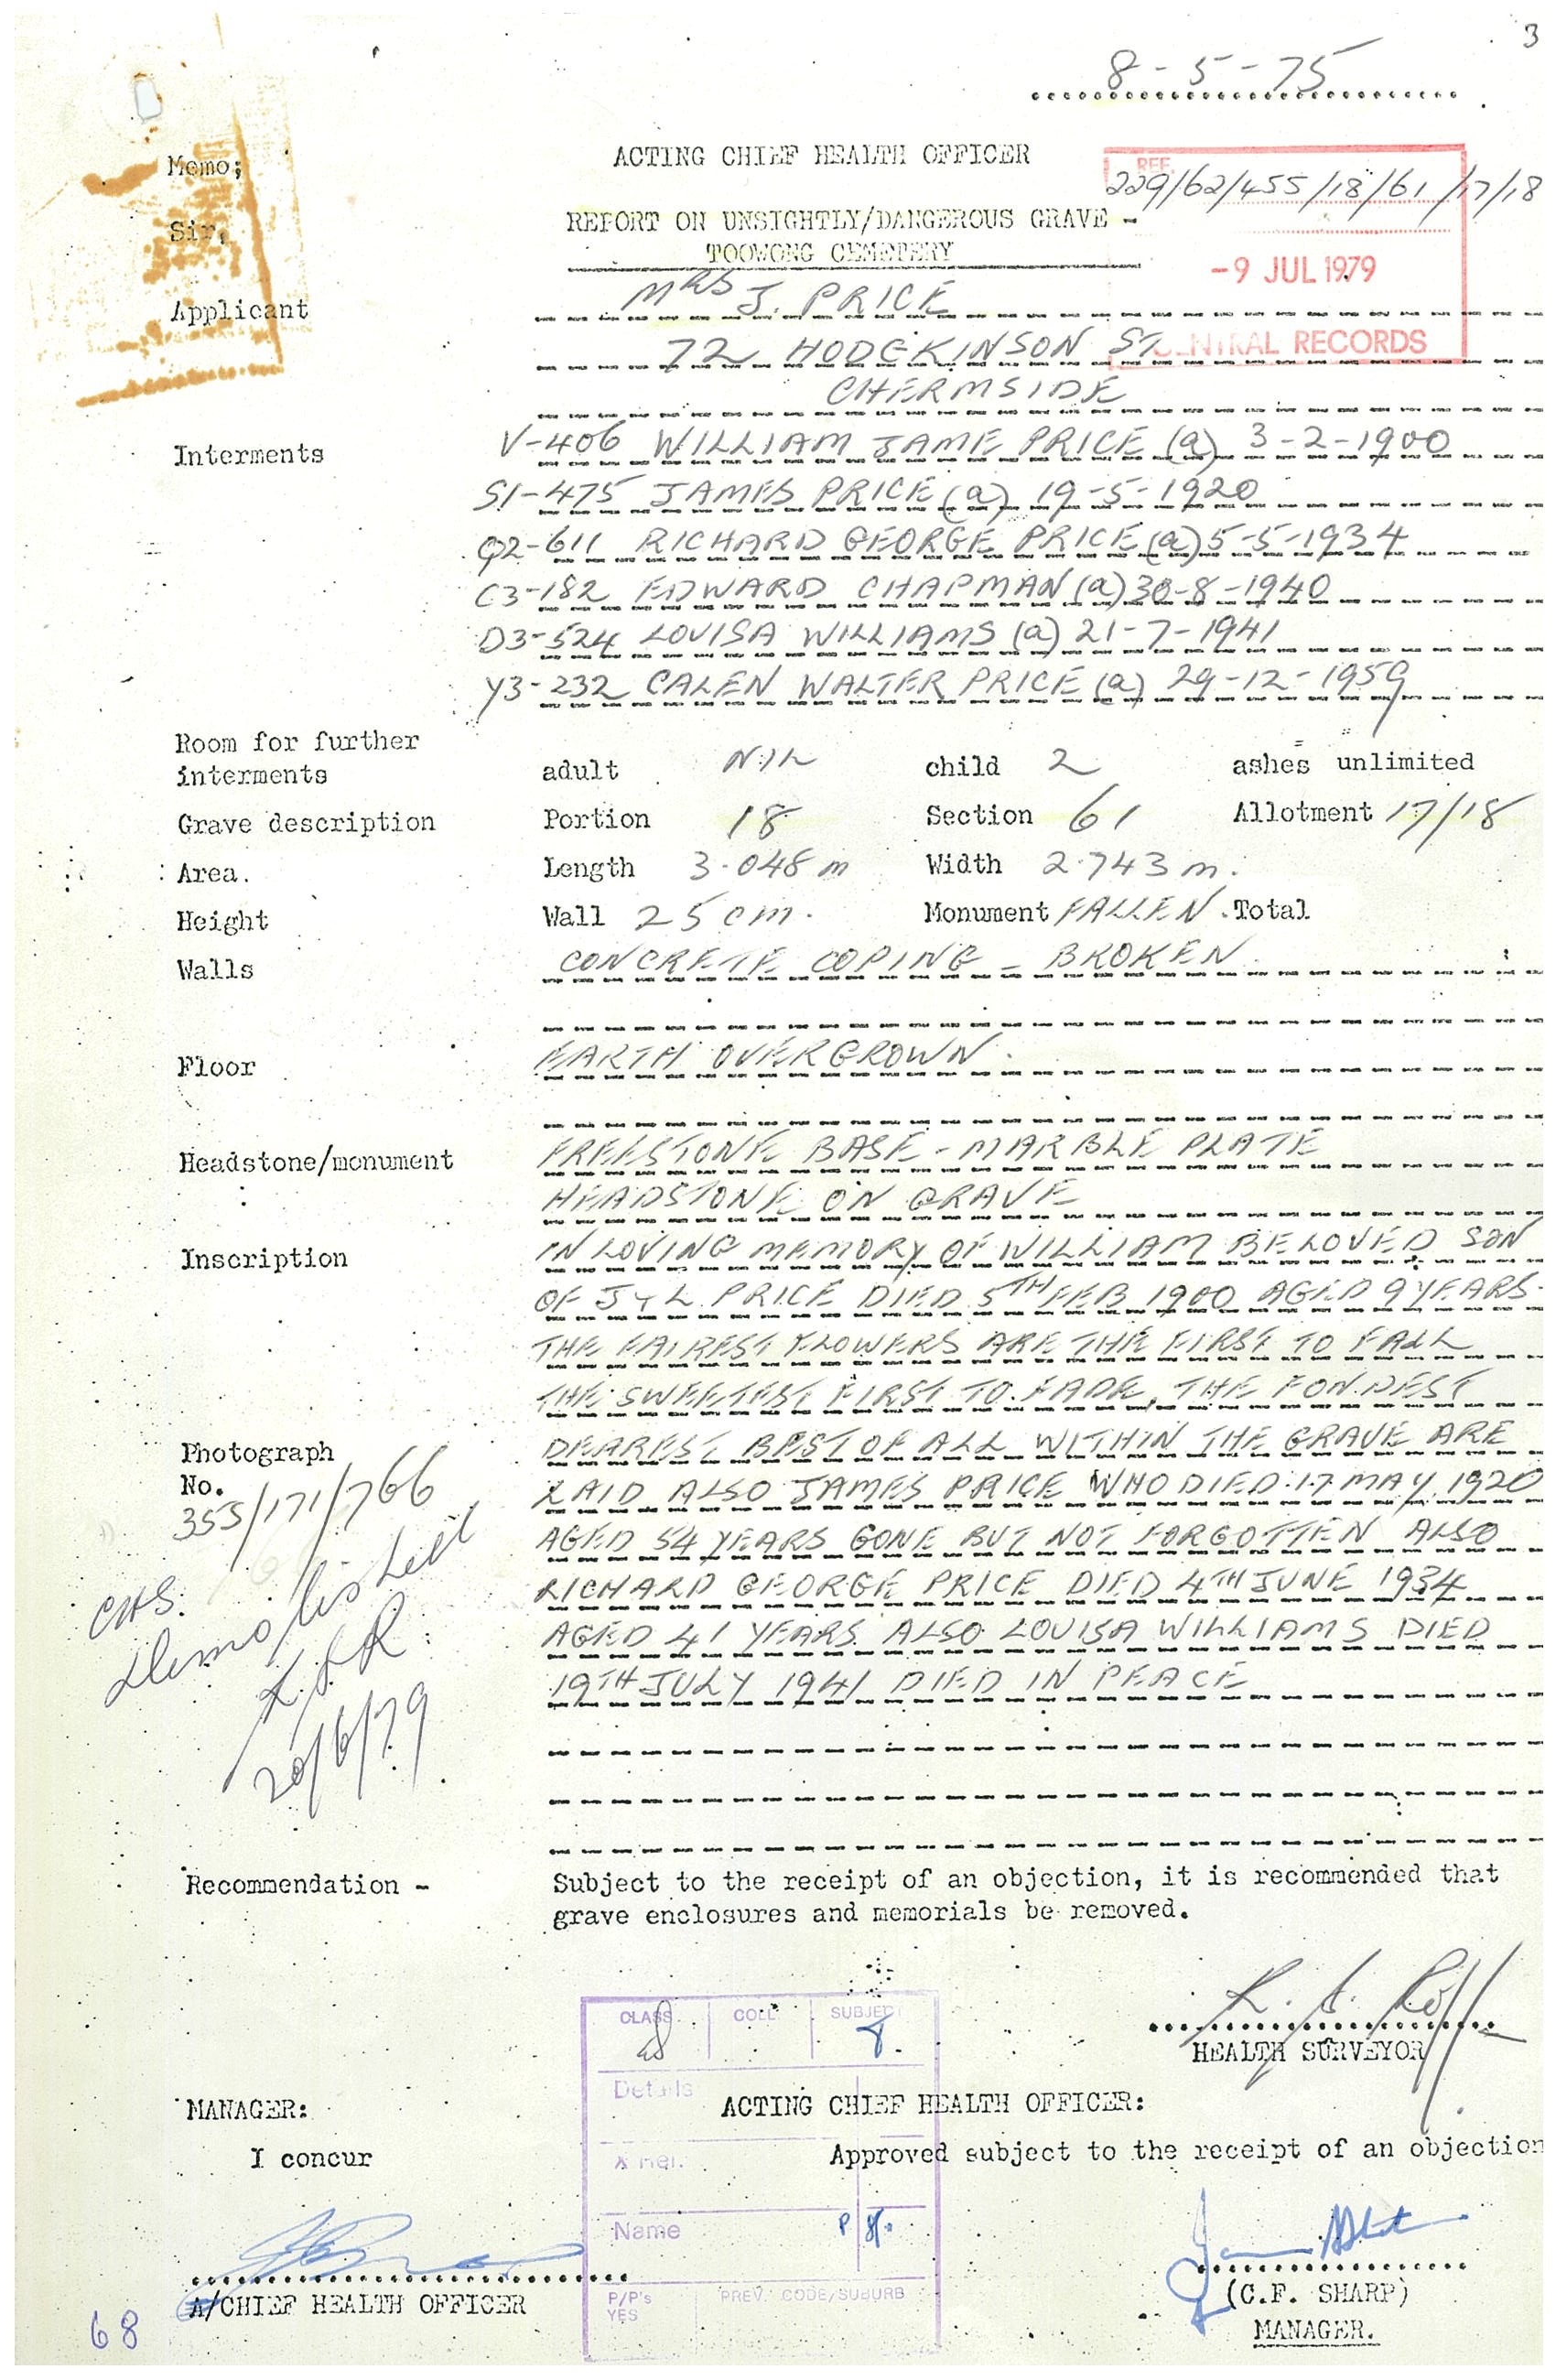 3
8-5-75
Memo;
ACTING CHIEF HEALTH OFFICER
REF.
229/62/455/18/61/17/18
Sir,
REPORT ON UNSIGHTLY/DANGEROUS GRAVE -
TOOWONG CEMETERY
-9 JUL 1979
CENTRAL RECORDS
Applicant MRS J. PRICE
72 HODGKINSON ST
CHERMSIDE
Interments V-406 WILLIAM JAME PRICE (a) 3-2-1900
S1-475 JAMES PRICE (a) 19-5-1920
Q2-611 RICHARD GEORGE PRICE (a) 5-5-1934
C3-182 EDWARD CHAPMAN (a) 30-8-1940
D3-524 LOUISA WILLIAMS (a) 21-7-1941
Y3-232 CALEN WALTER PRICE (a) 29-12-1959
Room for further
interments adult NIL child 2 ashes unlimited
Grave description Portion 18 Section 61 Allotment 17/18
Area. Length 3.048 m Width 2.743 m.
Height Wall 25 cm. Monument FALLEN. Total
Walls CONCRETE COPING - BROKEN.
Floor EARTH OVERGROWN.
Headstone/monument FREESTONE BASE - MARBLE PLATE
HEADSTONE ON GRAVE
Inscription IN LOVING MEMORY OF WILLIAM BELOVED SON
OF J & L PRICE DIED 5TH FEB 1900 AGED 9 YEARS.
THE FAIREST FLOWERS ARE THE FIRST TO FALL
THE SWEETEST FIRST TO FADE, THE FONDEST
Photograph DEAREST BEST OF ALL WITHIN THE GRAVE ARE
No. LAID ALSO JAMES PRICE WHO DIED 17 MAY 1920
355/171/766
AGED 54 YEARS GONE BUT NOT FORGOTTEN ALSO
RICHARD GEORGE PRICE DIED 4TH JUNE 1934
AGED 41 YEARS ALSO LOUISA WILLIAMS DIED
19TH JULY 1941 DIED IN PEACE
CHS.
Demolished
20/6/79
Recommendation - Subject to the receipt of an objection, it is recommended that
grave enclosures and memorials be removed.
CLASS COLL SUBJECT
HEALTH SURVEYOR
Details
MANAGER: ACTING CHIEF HEALTH OFFICER:
I concur Approved subject to the receipt of an objection
X Ref.
Name
A/CHIEF HEALTH OFFICER
P/P's PREV. CODE/SUBURB
YES
(C.F. SHARP)
MANAGER.
68